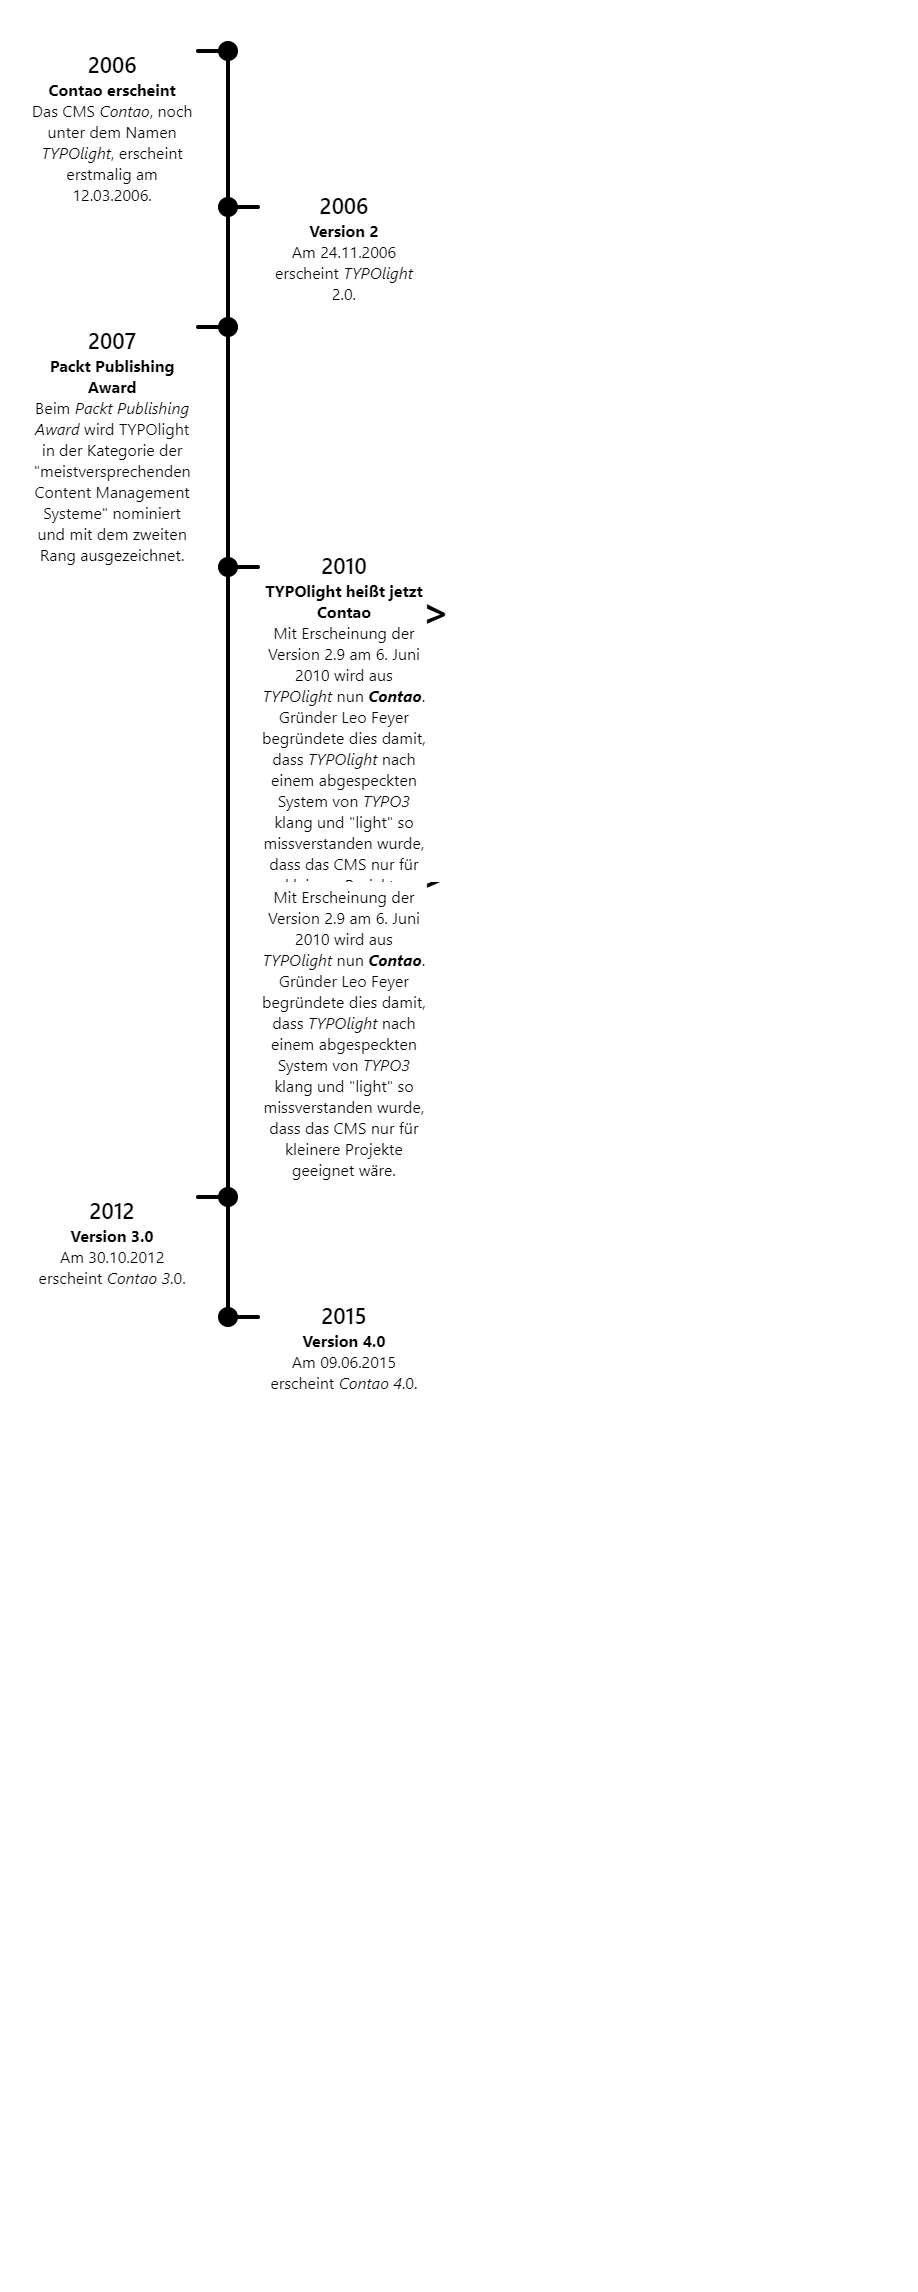 2006
Contao erscheint
Das CMS Contao, noch
unter dem Namen
TYPOlight, erscheint
erstmalig am
12.03.2006.
2006
Version 2
Am 24.11.2006
erscheint TYPOlight
2.0.
2007
Packt Publishing
Award
Beim Packt Publishing
Award wird TYPOlight
in der Kategorie der
"meistversprechenden
Content Management
Systeme" nominiert
und mit dem zweiten
Rang ausgezeichnet.
2010
TYPOlight heißt jetzt
Contao
>
Mit Erscheinung der
Version 2.9 am 6. Juni
2010 wird aus
TYPOlight nun Contao.
Gründer Leo Feyer
begründete dies damit,
dass TYPOlight nach
einem abgespeckten
System von TYPO3
klang und "light" so
missverstanden wurde,
dass das CMS nur für
Mit Erscheinung der
Version 2.9 am 6. Juni
2010 wird aus
TYPOlight nun Contao.
Gründer Leo Feyer
begründete dies damit,
dass TYPOlight nach
einem abgespeckten
System von TYPO3
klang und "light" so
missverstanden wurde,
dass das CMS nur für
kleinere Projekte
geeignet wäre.
2012
Version 3.0
Am 30.10.2012
erscheint Contao 3.0.
2015
Version 4.0
Am 09.06.2015
erscheint Contao 4.0.